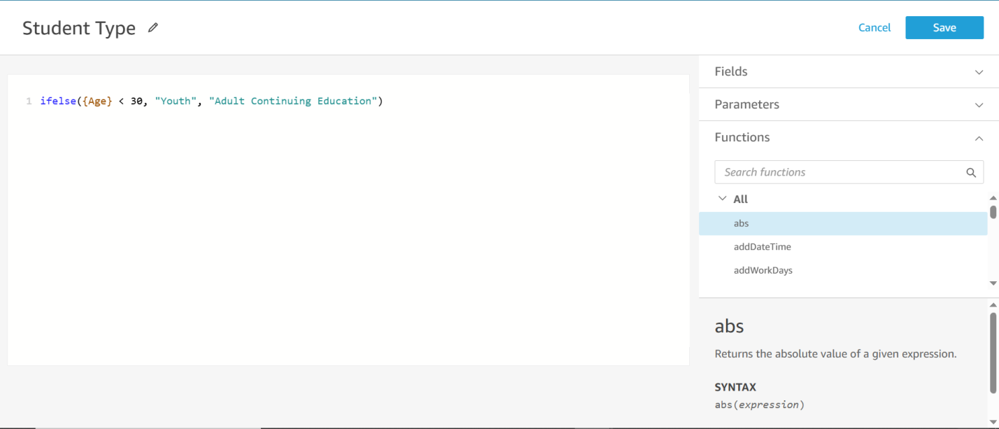 Student Type
Cancel
Save
1 ifelse({Age} < 30, "Youth", "Adult Continuing Education")
Fields
Parameters
Functions
Search functions
All
abs
addDateTime
addWorkDays
abs
Returns the absolute value of a given expression.
SYNTAX
abs(expression)